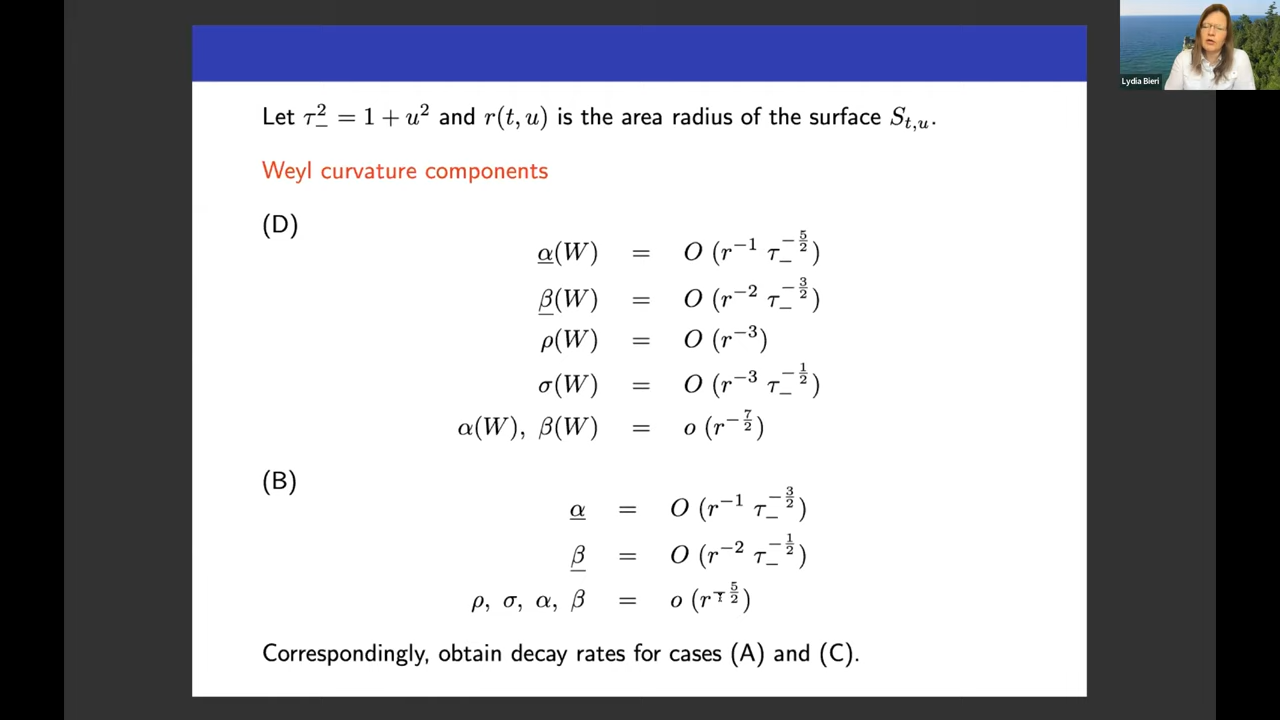 Lydia Bieri
Let τ₋² = 1 + u² and r(t, u) is the area radius of the surface S_{t,u}.
Weyl curvature components
(D)
α̲(W) = O (r⁻¹ τ₋^{−5/2})
β̲(W) = O (r⁻² τ₋^{−3/2})
ρ(W) = O (r⁻³)
σ(W) = O (r⁻³ τ₋^{−1/2})
α(W), β(W) = o (r^{−7/2})
(B)
α̲ = O (r⁻¹ τ₋^{−3/2})
β̲ = O (r⁻² τ₋^{−1/2})
ρ, σ, α, β = o (r^{−5/2})
Correspondingly, obtain decay rates for cases (A) and (C).